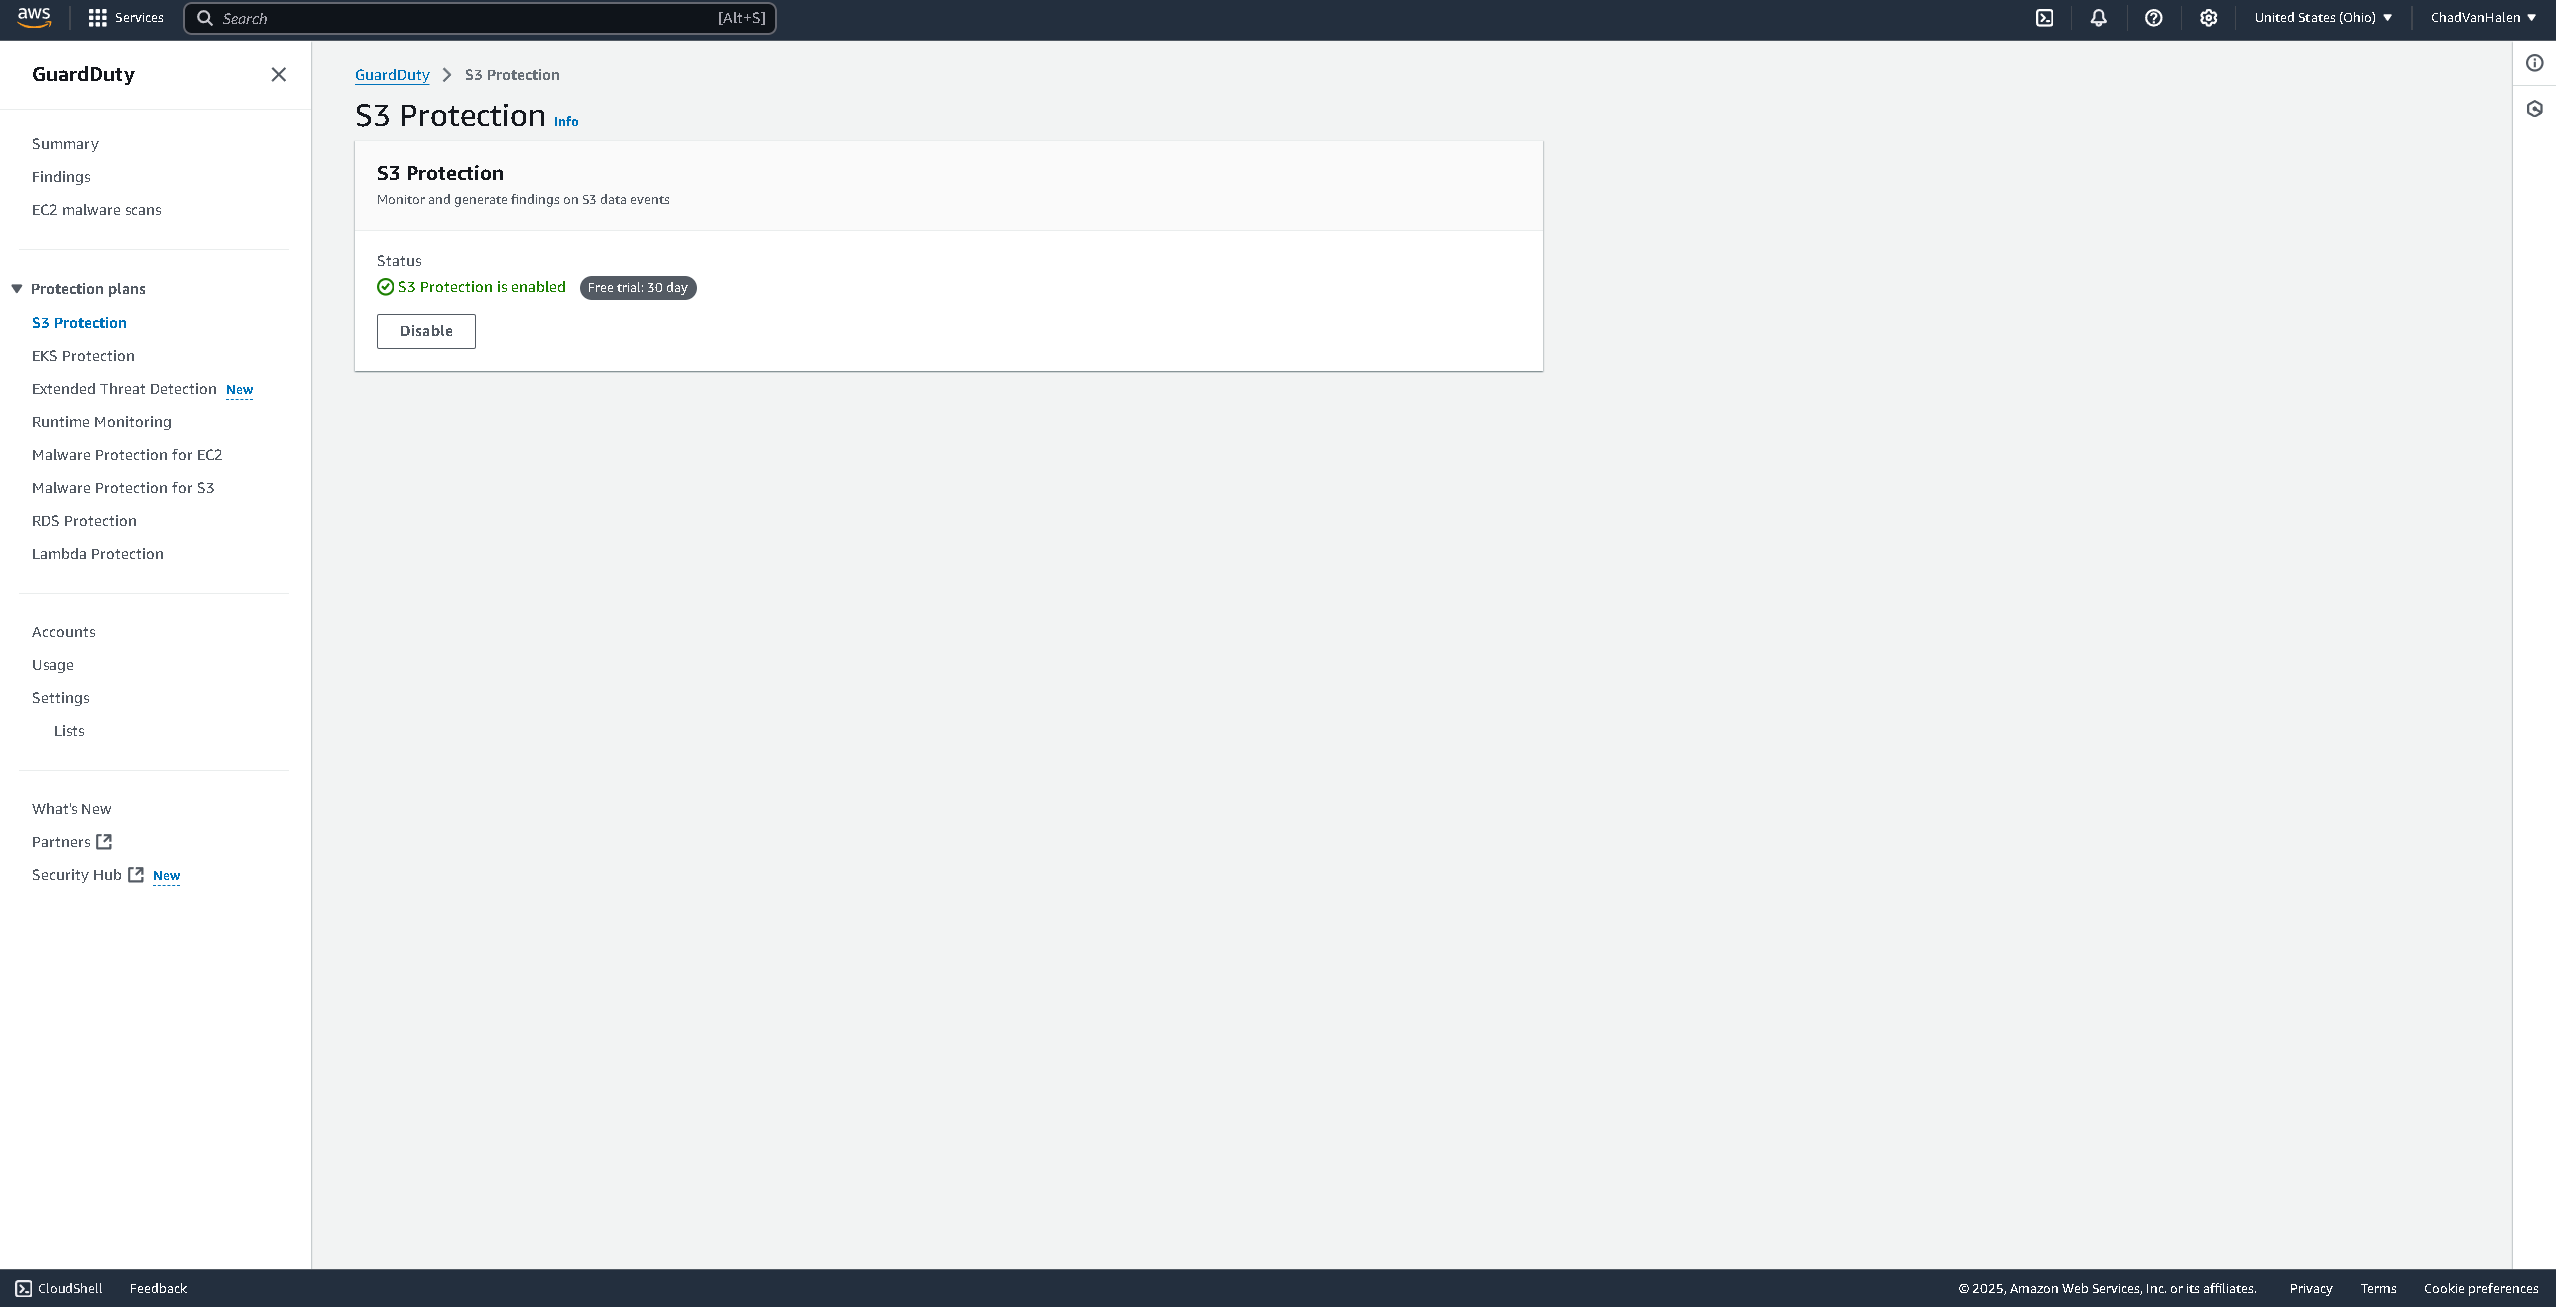 aws
Services
Search [Alt+S]
United States (Ohio)
ChadVanHalen
GuardDuty
Summary
Findings
EC2 malware scans
Protection plans
S3 Protection
EKS Protection
Extended Threat Detection New
Runtime Monitoring
Malware Protection for EC2
Malware Protection for S3
RDS Protection
Lambda Protection
Accounts
Usage
Settings
Lists
What's New
Partners
Security Hub New
GuardDuty > S3 Protection
S3 Protection Info
S3 Protection
Monitor and generate findings on S3 data events
Status
S3 Protection is enabled Free trial: 30 day
Disable
CloudShell
Feedback
© 2025, Amazon Web Services, Inc. or its affiliates.
Privacy
Terms
Cookie preferences